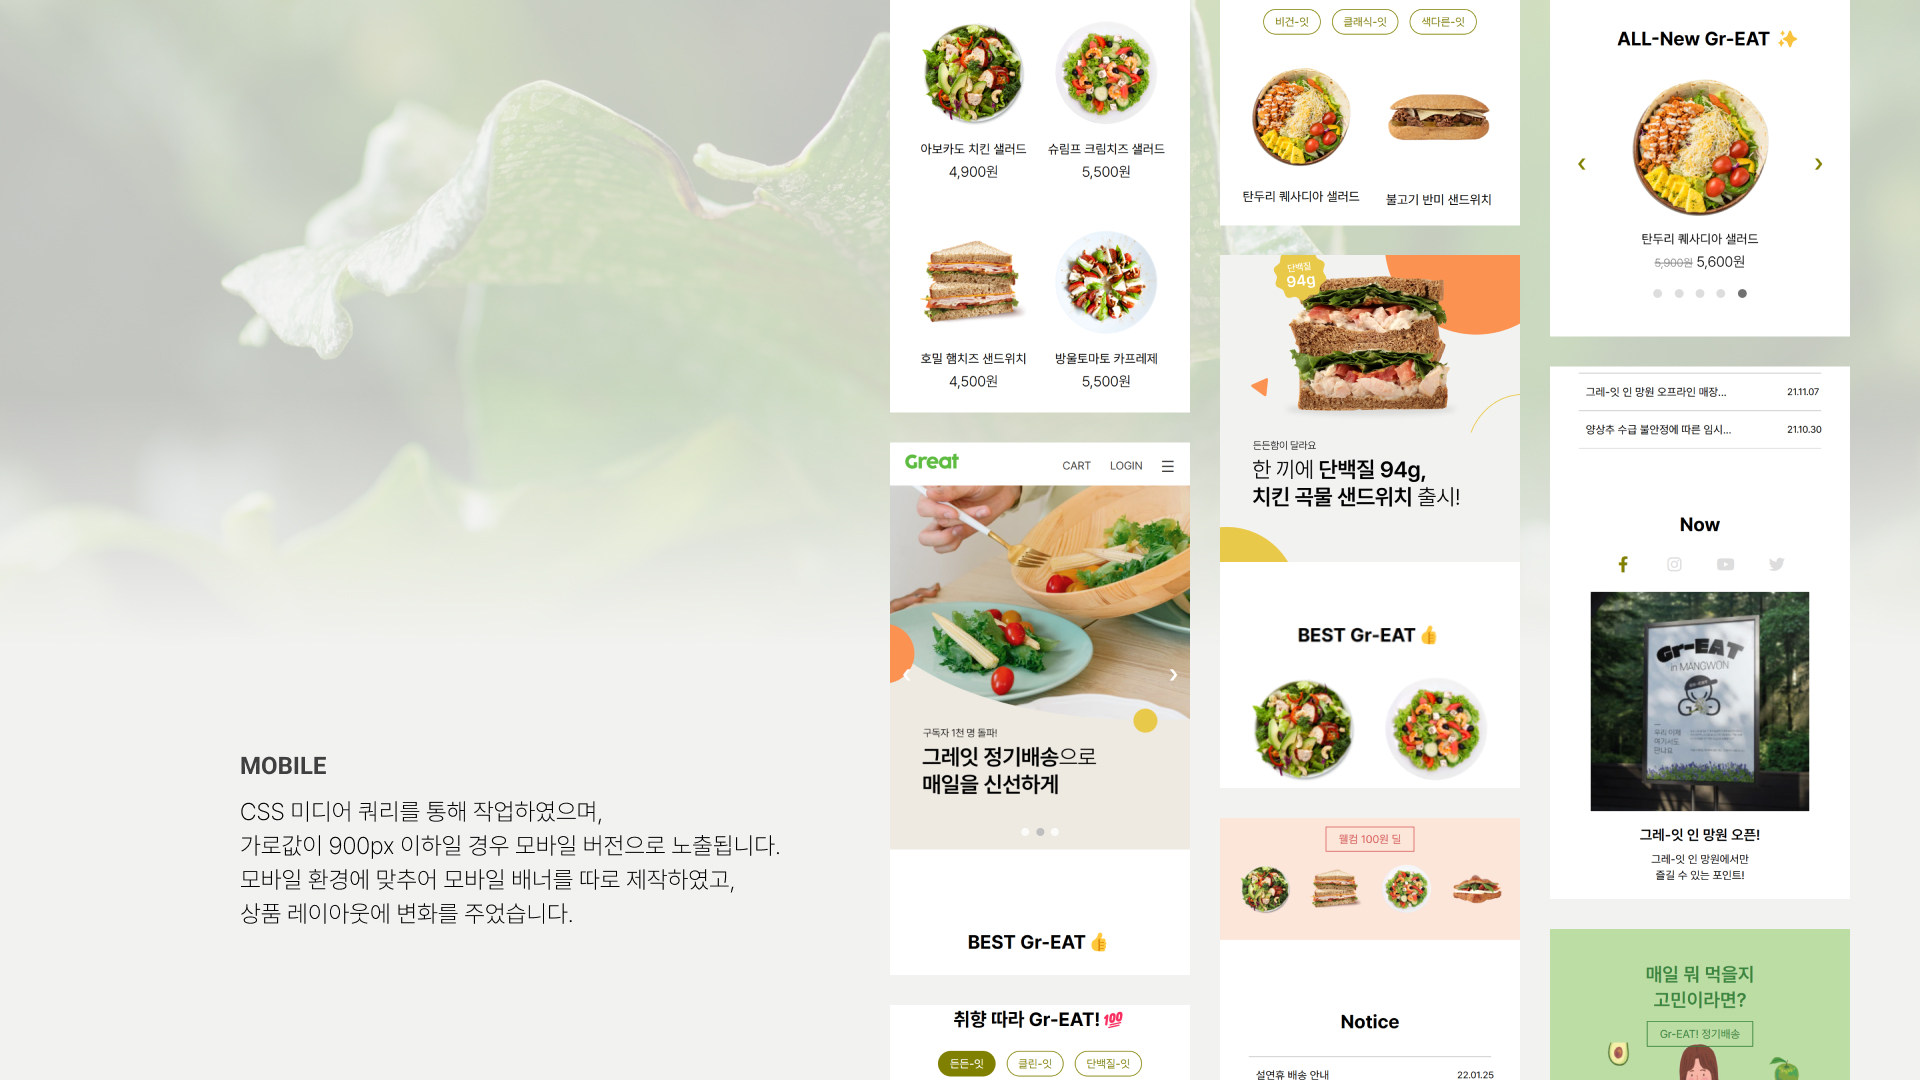 MOBILE
CSS 미디어 쿼리를 통해 작업하였으며,
가로값이 900px 이하일 경우 모바일 버전으로 노출됩니다.
모바일 환경에 맞추어 모바일 배너를 따로 제작하였고,
상품 레이아웃에 변화를 주었습니다.
아보카도 치킨 샐러드
4,900원
슈림프 크림치즈 샐러드
5,500원
호밀 햄치즈 샌드위치
4,500원
방울토마토 카프레제
5,500원
Great
CART
LOGIN
구독자 1천 명 돌파!
그레잇 정기배송으로
매일을 신선하게
BEST Gr-EAT 👍
취향 따라 Gr-EAT! 💯
든든-잇
클린-잇
단백질-잇
비건-잇
클래식-잇
색다른-잇
탄두리 퀘사디아 샐러드
불고기 반미 샌드위치
단백질
94g
든든함이 달라요
한 끼에 단백질 94g,
치킨 곡물 샌드위치 출시!
BEST Gr-EAT 👍
웰컴 100원 딜
Notice
설연휴 배송 안내
22.01.25
ALL-New Gr-EAT ✨
탄두리 퀘사디아 샐러드
5,900원 5,600원
그레-잇 인 망원 오프라인 매장...
21.11.07
양상추 수급 불안정에 따른 임시...
21.10.30
Now
Gr-EAT
in MANGWON
우리 이제
여기서도
만나요
그레-잇 인 망원 오픈!
그레-잇 인 망원에서만
즐길 수 있는 포인트!
매일 뭐 먹을지
고민이라면?
Gr-EAT! 정기배송